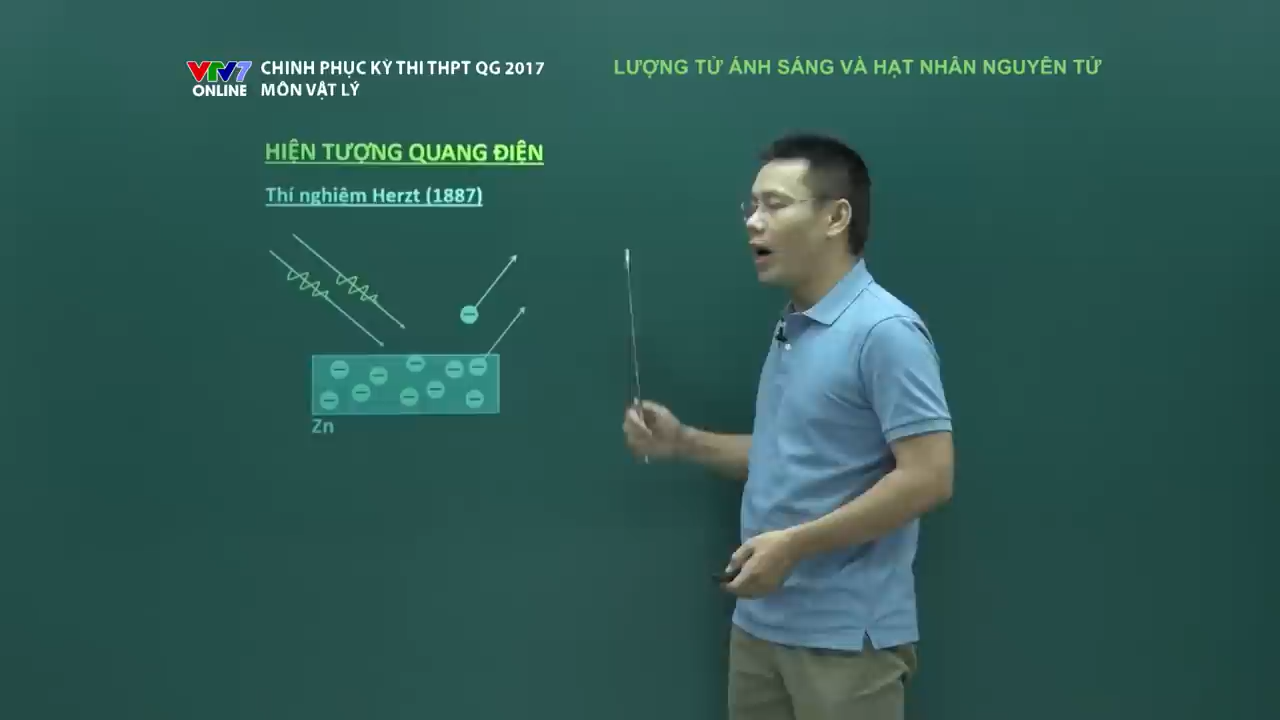 VTV7
ONLINE
CHINH PHỤC KỲ THI THPT QG 2017
MÔN VẬT LÝ
LƯỢNG TỬ ÁNH SÁNG VÀ HẠT NHÂN NGUYÊN TỬ
HIỆN TƯỢNG QUANG ĐIỆN
Thí nghiệm Herzt (1887)
Zn